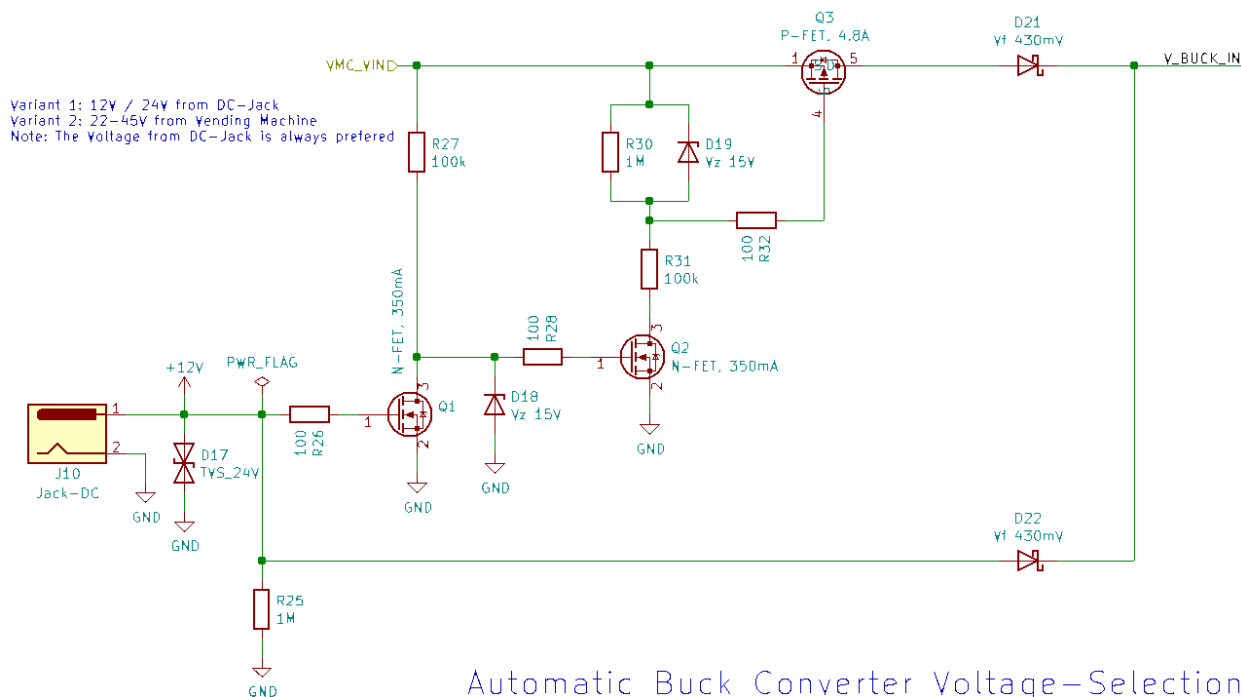 Q3
P-FET, 4.8A
D21
Vf 430mV
VMC_VIN
1
5
V_BUCK_IN
4
Variant 1: 12V / 24V from DC-Jack
Variant 2: 22-45V from Vending Machine
Note: The Voltage from DC-Jack is always prefered
R27
100k
R30
1M
D19
Vz 15V
100
R32
R31
100k
N-FET, 350mA
100
R28
3
1
2
Q2
N-FET, 350mA
GND
+12V
PWR_FLAG
3
1
2
Q1
D18
Vz 15V
GND
GND
1
2
J10
Jack-DC
GND
D17
TVS_24V
GND
100
R26
D22
Vf 430mV
R25
1M
GND
Automatic Buck Converter Voltage-Selection